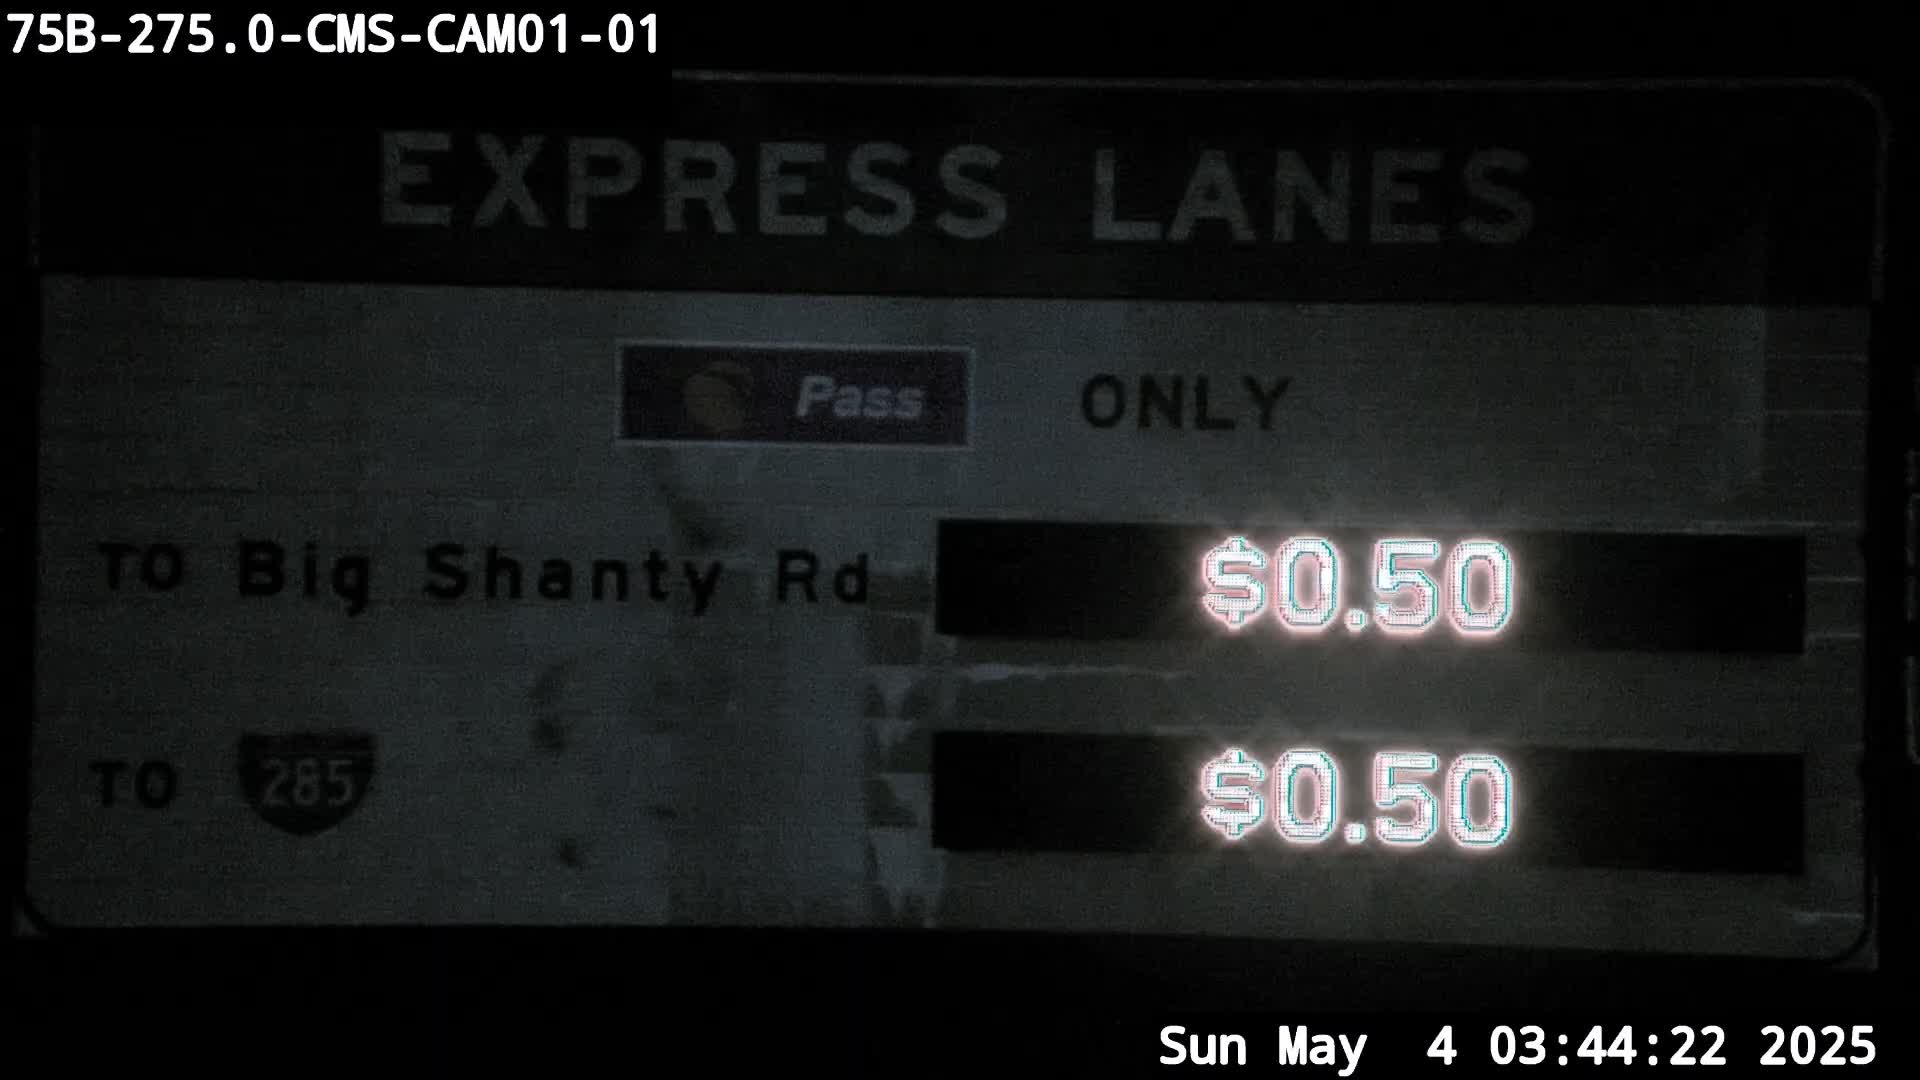 75B-275.0-CMS-CAM01-01
EXPRESS LANES
Pass ONLY
TO Big Shanty Rd $0.50
TO 285 $0.50
Sun May 4 03:44:22 2025